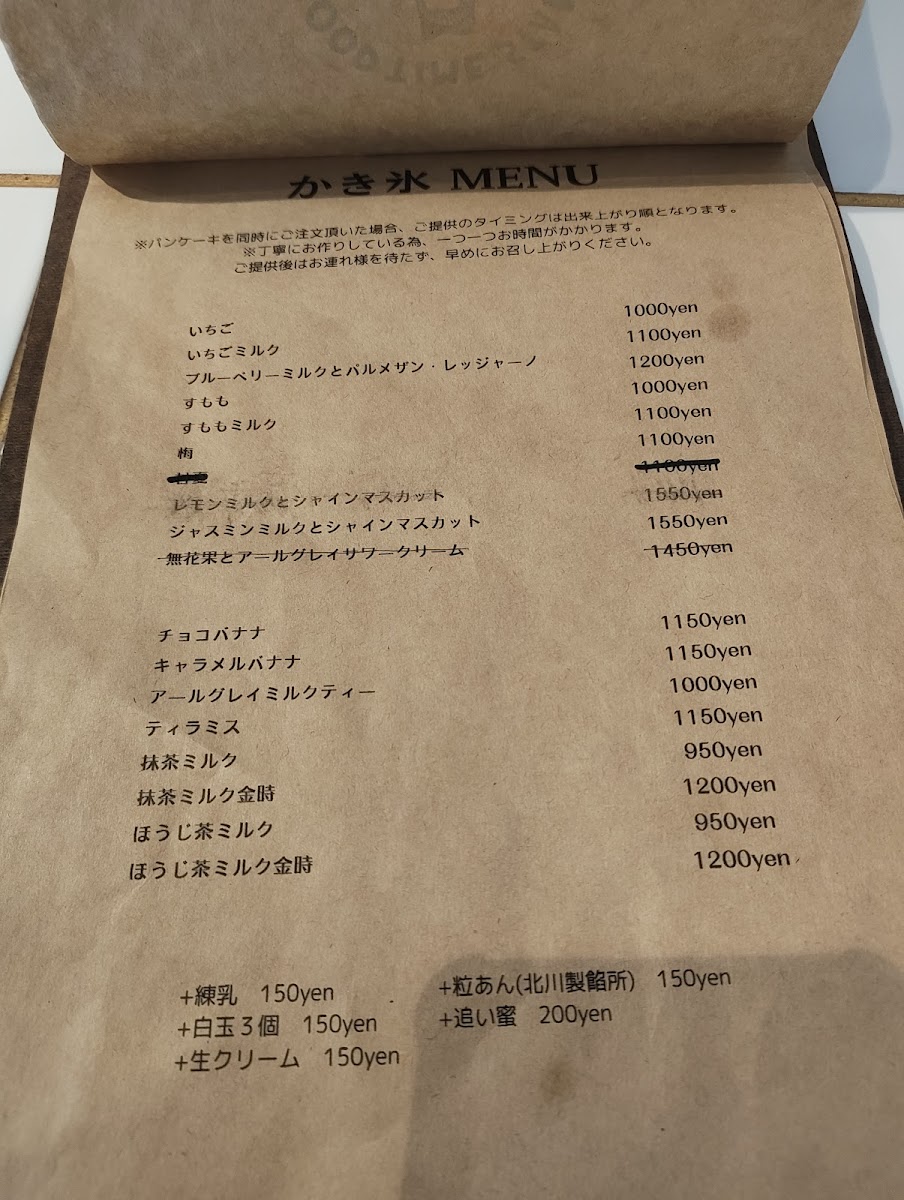 かき氷 MENU
※パンケーキを同時にご注文頂いた場合、ご提供のタイミングは出来上がり順となります。
※丁寧にお作りしている為、一つ一つお時間がかかります。
ご提供後はお連れ様を待たず、早めにお召し上がりください。
いちご 1000yen
いちごミルク 1100yen
ブルーベリーミルクとパルメザン・レッジャーノ 1200yen
すもも 1000yen
すももミルク 1100yen
梅 1100yen
1100yen
レモンミルクとシャインマスカット 1550yen
ジャスミンミルクとシャインマスカット 1550yen
無花果とアールグレイサワークリーム 1450yen
チョコバナナ 1150yen
キャラメルバナナ 1150yen
アールグレイミルクティー 1000yen
ティラミス 1150yen
抹茶ミルク 950yen
抹茶ミルク金時 1200yen
ほうじ茶ミルク 950yen
ほうじ茶ミルク金時 1200yen
+練乳 150yen +粒あん(北川製餡所) 150yen
+白玉３個 150yen +追い蜜 200yen
+生クリーム 150yen